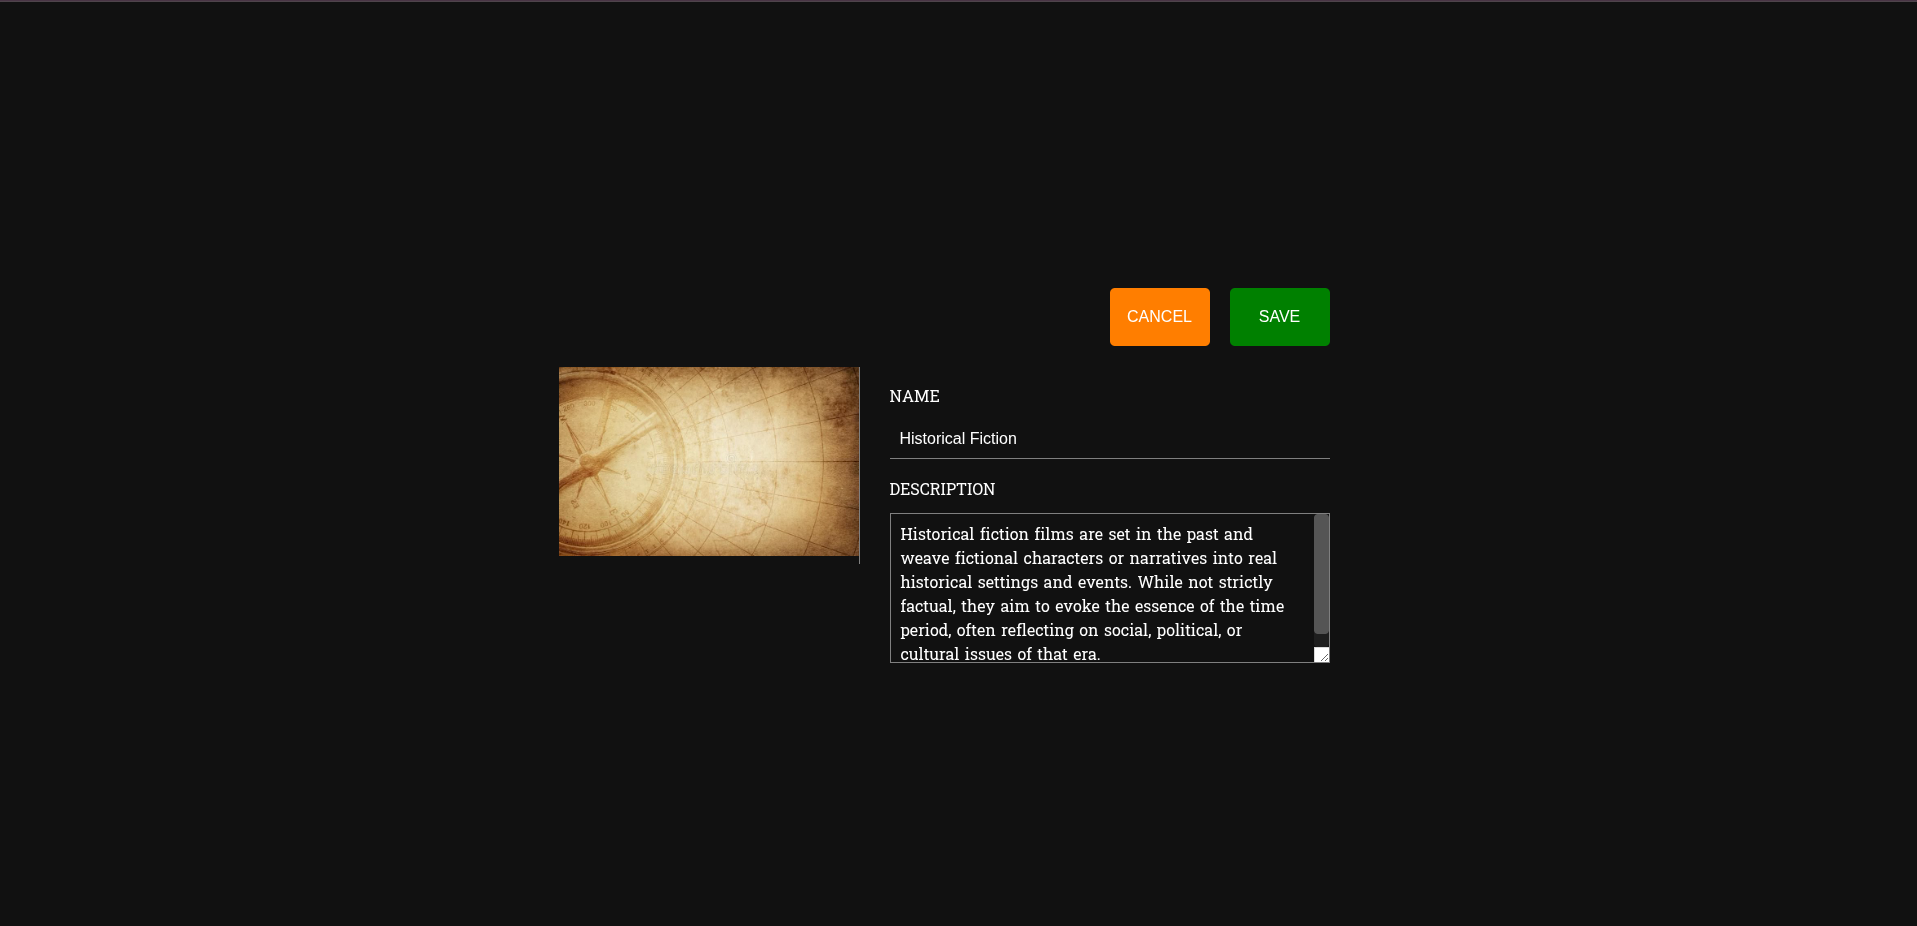 CANCEL
SAVE
NAME
Historical Fiction
DESCRIPTION
Historical fiction films are set in the past and
weave fictional characters or narratives into real
historical settings and events. While not strictly
factual, they aim to evoke the essence of the time
period, often reflecting on social, political, or
cultural issues of that era.